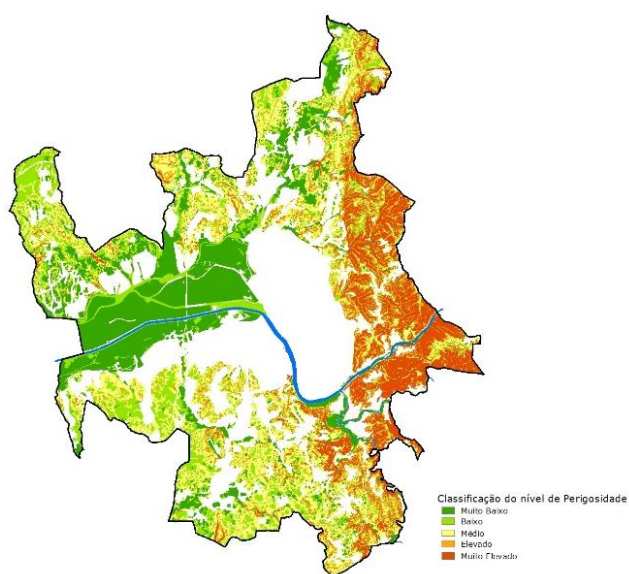 Classificação do nível de Perigosidade
Muito Baixo
Baixo
Médio
Elevado
Muito Elevado